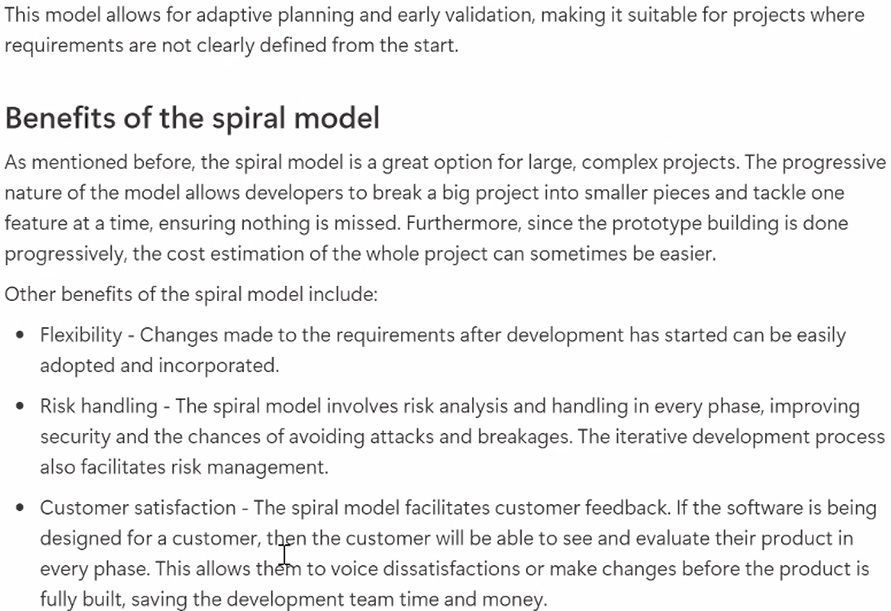 This model allows for adaptive planning and early validation, making it suitable for projects where
requirements are not clearly defined from the start.
Benefits of the spiral model
As mentioned before, the spiral model is a great option for large, complex projects. The progressive
nature of the model allows developers to break a big project into smaller pieces and tackle one
feature at a time, ensuring nothing is missed. Furthermore, since the prototype building is done
progressively, the cost estimation of the whole project can sometimes be easier.
Other benefits of the spiral model include:
• Flexibility - Changes made to the requirements after development has started can be easily
adopted and incorporated.
• Risk handling - The spiral model involves risk analysis and handling in every phase, improving
security and the chances of avoiding attacks and breakages. The iterative development process
also facilitates risk management.
• Customer satisfaction - The spiral model facilitates customer feedback. If the software is being
designed for a customer, then the customer will be able to see and evaluate their product in
every phase. This allows them to voice dissatisfactions or make changes before the product is
fully built, saving the development team time and money.